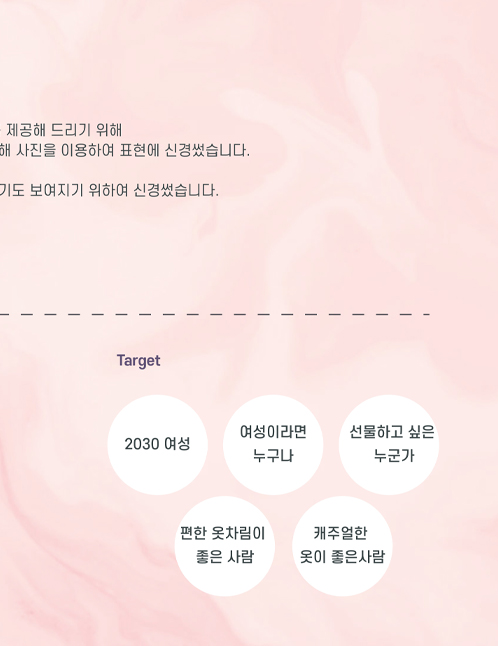 제공해 드리기 위해
해 사진을 이용하여 표현에 신경썼습니다.
기도 보여지기 위하여 신경썼습니다.
Target
2030 여성
여성이라면
누구나
선물하고 싶은
누군가
편한 옷차림이
좋은 사람
캐주얼한
옷이 좋은사람